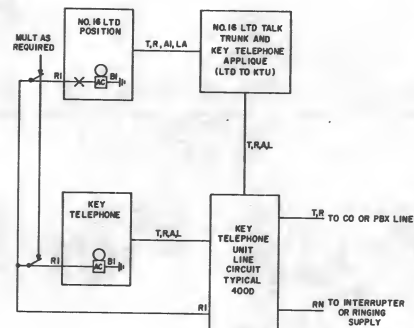 MULT AS
REQUIRED
NO. 16 LTD
POSITION
T,R, AI, LA
NO. 16 LTD TALK
TRUNK AND
KEY TELEPHONE
APPLIQUE
(LTD TO KTU)
RI
AC
BI
T,R,A,L
KEY
TELEPHONE
T,R,A,L
RI
AC
BI
KEY
TELEPHONE
UNIT
LINE
CIRCUIT
TYPICAL
400D
T,R
TO CO OR PBX LINE
RI
RN
TO INTERRUPTER
OR RINGING
SUPPLY